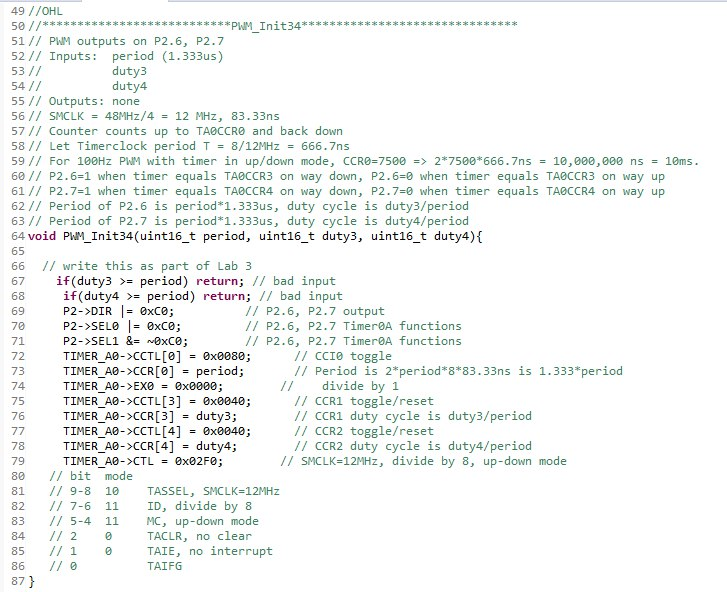 49 //OHL
50 //***************************PWM_Init34*******************************
51 // PWM outputs on P2.6, P2.7
52 // Inputs:  period (1.333us)
53 //          duty3
54 //          duty4
55 // Outputs: none
56 // SMCLK = 48MHz/4 = 12 MHz, 83.33ns
57 // Counter counts up to TA0CCR0 and back down
58 // Let Timerclock period T = 8/12MHz = 666.7ns
59 // For 100Hz PWM with timer in up/down mode, CCR0=7500 => 2*7500*666.7ns = 10,000,000 ns = 10ms.
60 // P2.6=1 when timer equals TA0CCR3 on way down, P2.6=0 when timer equals TA0CCR3 on way up
61 // P2.7=1 when timer equals TA0CCR4 on way down, P2.7=0 when timer equals TA0CCR4 on way up
62 // Period of P2.6 is period*1.333us, duty cycle is duty3/period
63 // Period of P2.7 is period*1.333us, duty cycle is duty4/period
64 void PWM_Init34(uint16_t period, uint16_t duty3, uint16_t duty4){
65
66   // write this as part of Lab 3
67     if(duty3 >= period) return; // bad input
68      if(duty4 >= period) return; // bad input
69      P2->DIR |= 0xC0;          // P2.6, P2.7 output
70      P2->SEL0 |= 0xC0;         // P2.6, P2.7 Timer0A functions
71      P2->SEL1 &= ~0xC0;        // P2.6, P2.7 Timer0A functions
72      TIMER_A0->CCTL[0] = 0x0080;      // CCI0 toggle
73      TIMER_A0->CCR[0] = period;       // Period is 2*period*8*83.33ns is 1.333*period
74      TIMER_A0->EX0 = 0x0000;        //    divide by 1
75      TIMER_A0->CCTL[3] = 0x0040;      // CCR1 toggle/reset
76      TIMER_A0->CCR[3] = duty3;        // CCR1 duty cycle is duty3/period
77      TIMER_A0->CCTL[4] = 0x0040;      // CCR2 toggle/reset
78      TIMER_A0->CCR[4] = duty4;        // CCR2 duty cycle is duty4/period
79      TIMER_A0->CTL = 0x02F0;        // SMCLK=12MHz, divide by 8, up-down mode
80    // bit  mode
81    // 9-8  10    TASSEL, SMCLK=12MHz
82    // 7-6  11    ID, divide by 8
83    // 5-4  11    MC, up-down mode
84    // 2    0     TACLR, no clear
85    // 1    0     TAIE, no interrupt
86    // 0          TAIFG
87 }